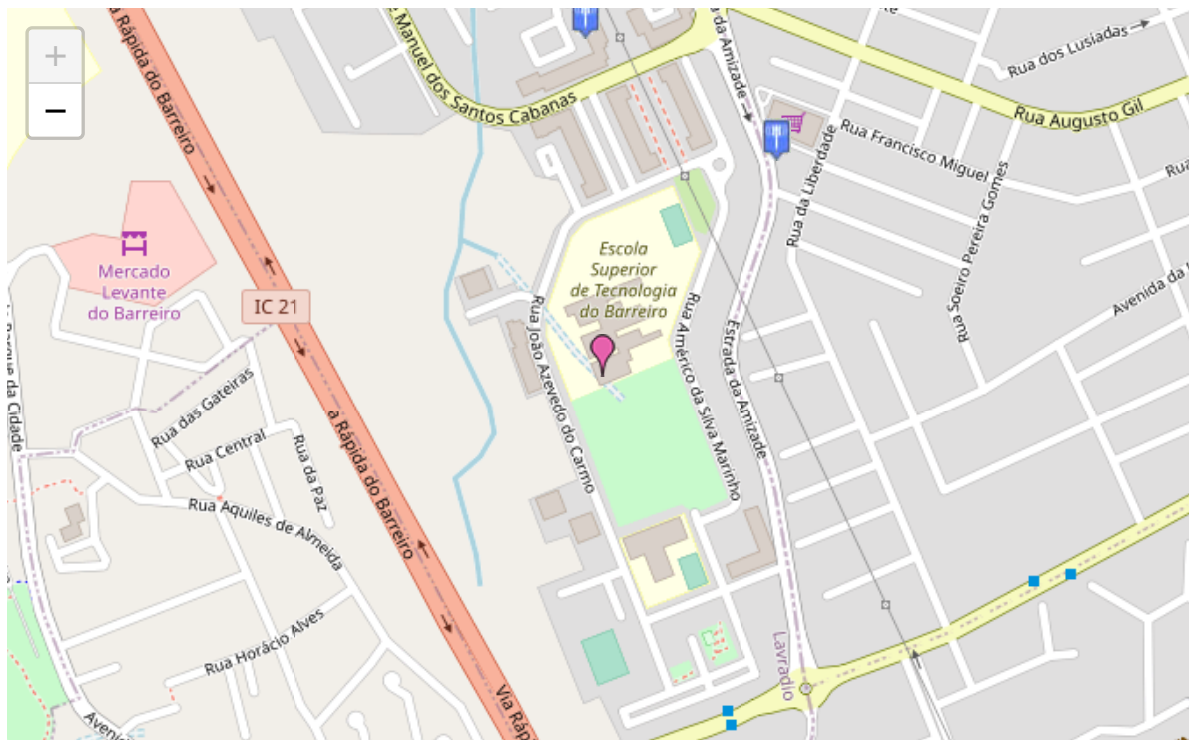 +
−
a Rápida do Barreiro
e Manuel dos Santos Cabanas
da Amizade
Rua dos Lusiadas
Rua Augusto Gil
Rua Francisco Miguel
Rua da Liberdade
Rua Soeiro Pereira Gomes
Avenida da
Escola
Superior
de Tecnologia
do Barreiro
Mercado
Levante
do Barreiro
IC 21
Rua João Azevedo do Carmo
Rua Américo da Silva Marinho
Estrada da Amizade
Parque da Cidade
Rua das Gateiras
Rua Central
Rua da Paz
a Rápida do Barreiro
Rua Aquiles de Almeida
Rua Horácio Alves
Lavradio
Via Ráp